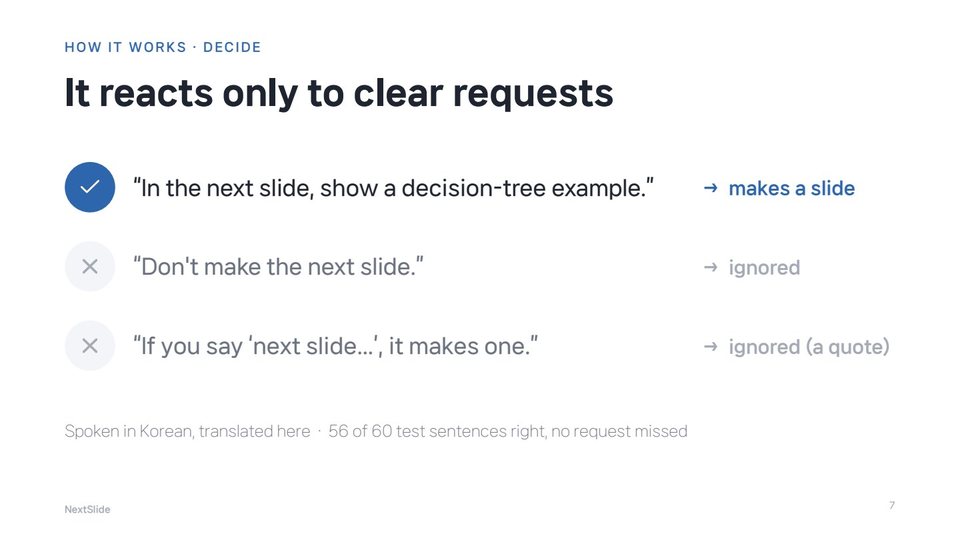 HOW IT WORKS · DECIDE
It reacts only to clear requests
“In the next slide, show a decision-tree example.” → makes a slide
“Don't make the next slide.” → ignored
“If you say ‘next slide...’, it makes one.” → ignored (a quote)
Spoken in Korean, translated here · 56 of 60 test sentences right, no request missed
NextSlide
7